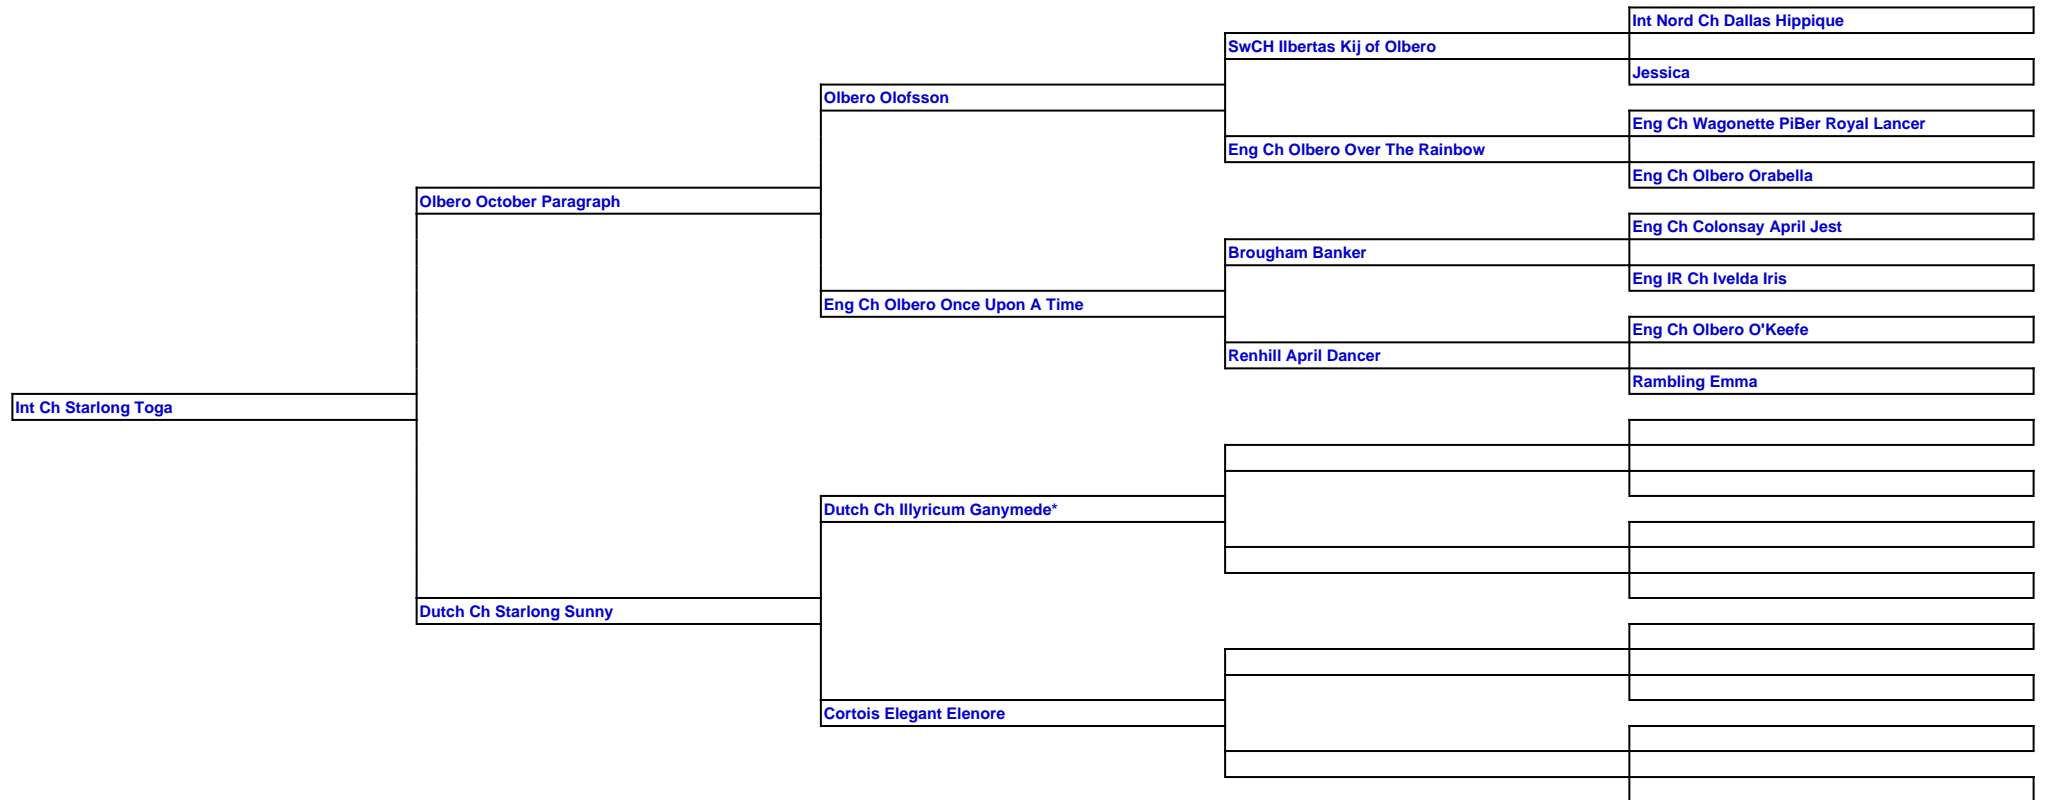 Int Nord Ch Dallas Hippique
SwCH Ilbertas Kij of Olbero
Jessica
Olbero Olofsson
Eng Ch Wagonette PiBer Royal Lancer
Eng Ch Olbero Over The Rainbow
Eng Ch Olbero Orabella
Olbero October Paragraph
Eng Ch Colonsay April Jest
Brougham Banker
Eng IR Ch Ivelda Iris
Eng Ch Olbero Once Upon A Time
Eng Ch Olbero O'Keefe
Renhill April Dancer
Rambling Emma
Int Ch Starlong Toga
Dutch Ch Illyricum Ganymede*
Dutch Ch Starlong Sunny
Cortois Elegant Elenore